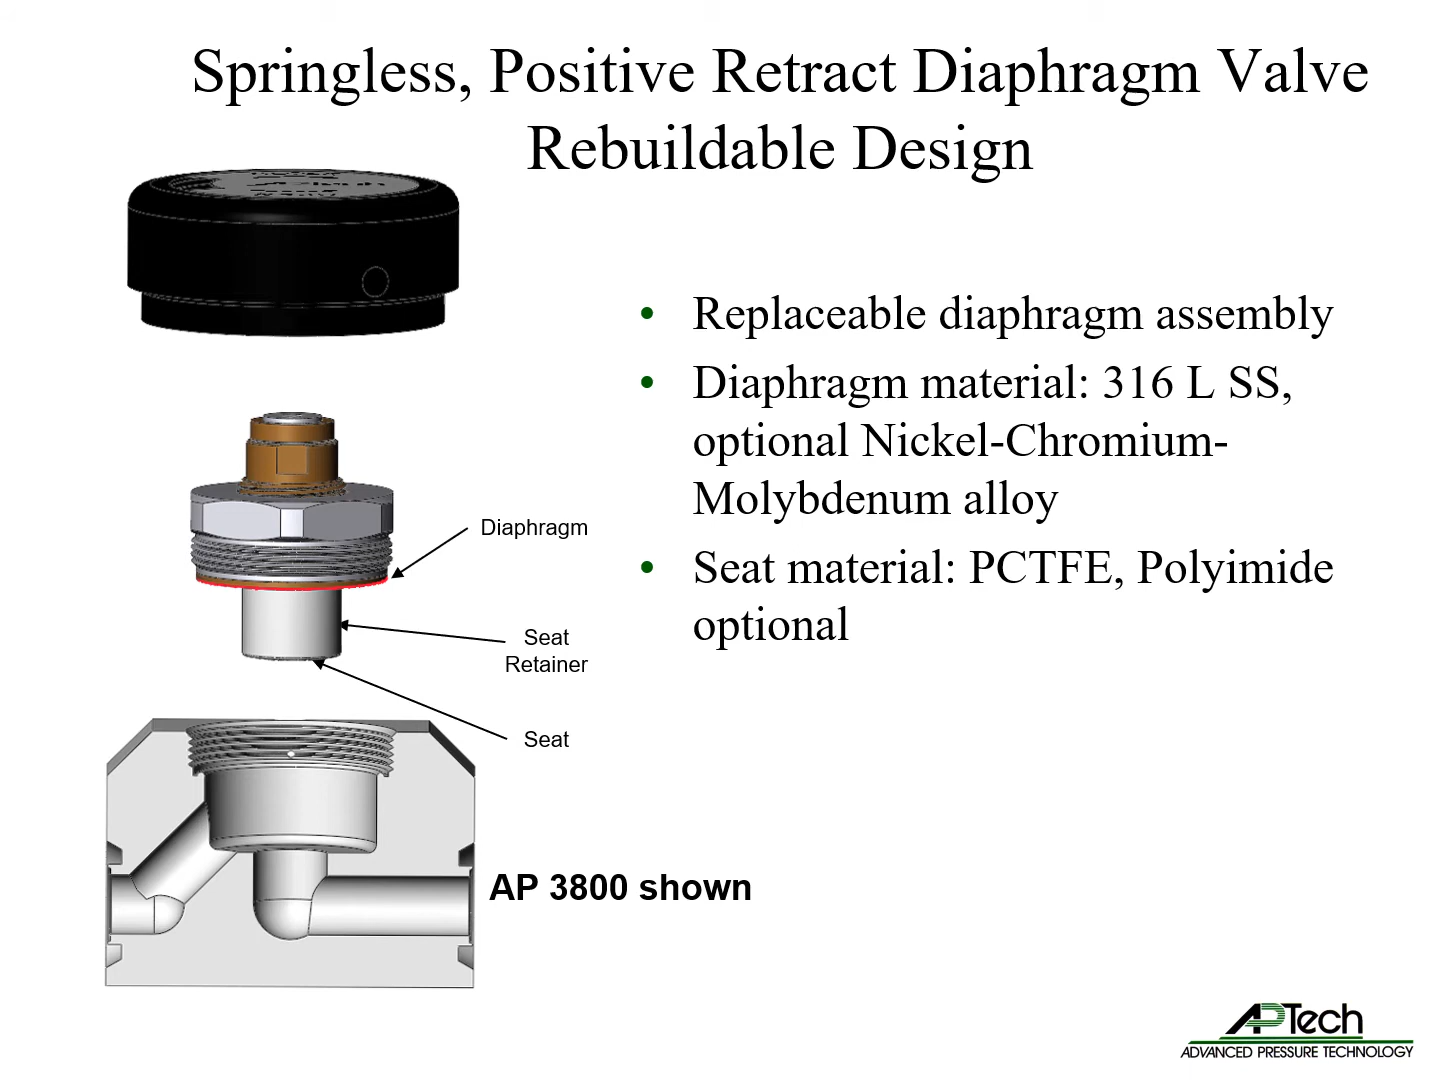 Springless, Positive Retract Diaphragm Valve
Rebuildable Design
• Replaceable diaphragm assembly
• Diaphragm material: 316 L SS,
optional Nickel-Chromium-
Molybdenum alloy
• Seat material: PCTFE, Polyimide
optional
Diaphragm
Seat
Retainer
Seat
AP 3800 shown
APTech
ADVANCED PRESSURE TECHNOLOGY